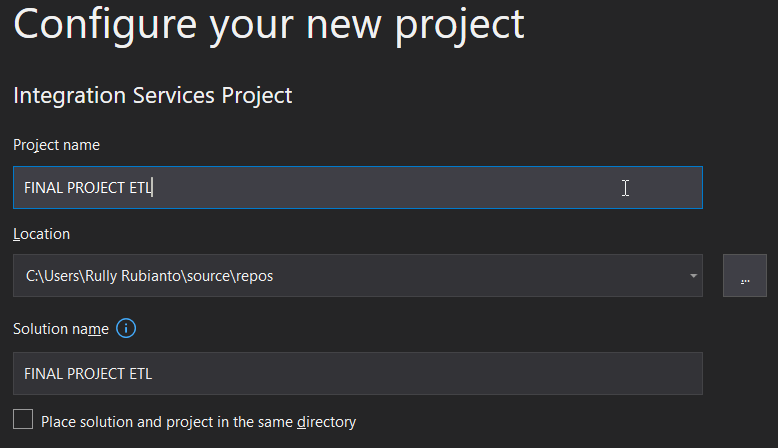 Configure your new project
Integration Services Project
Project name
FINAL PROJECT ETL
Location
C:\Users\Rully Rubianto\source\repos
...
Solution name
FINAL PROJECT ETL
Place solution and project in the same directory